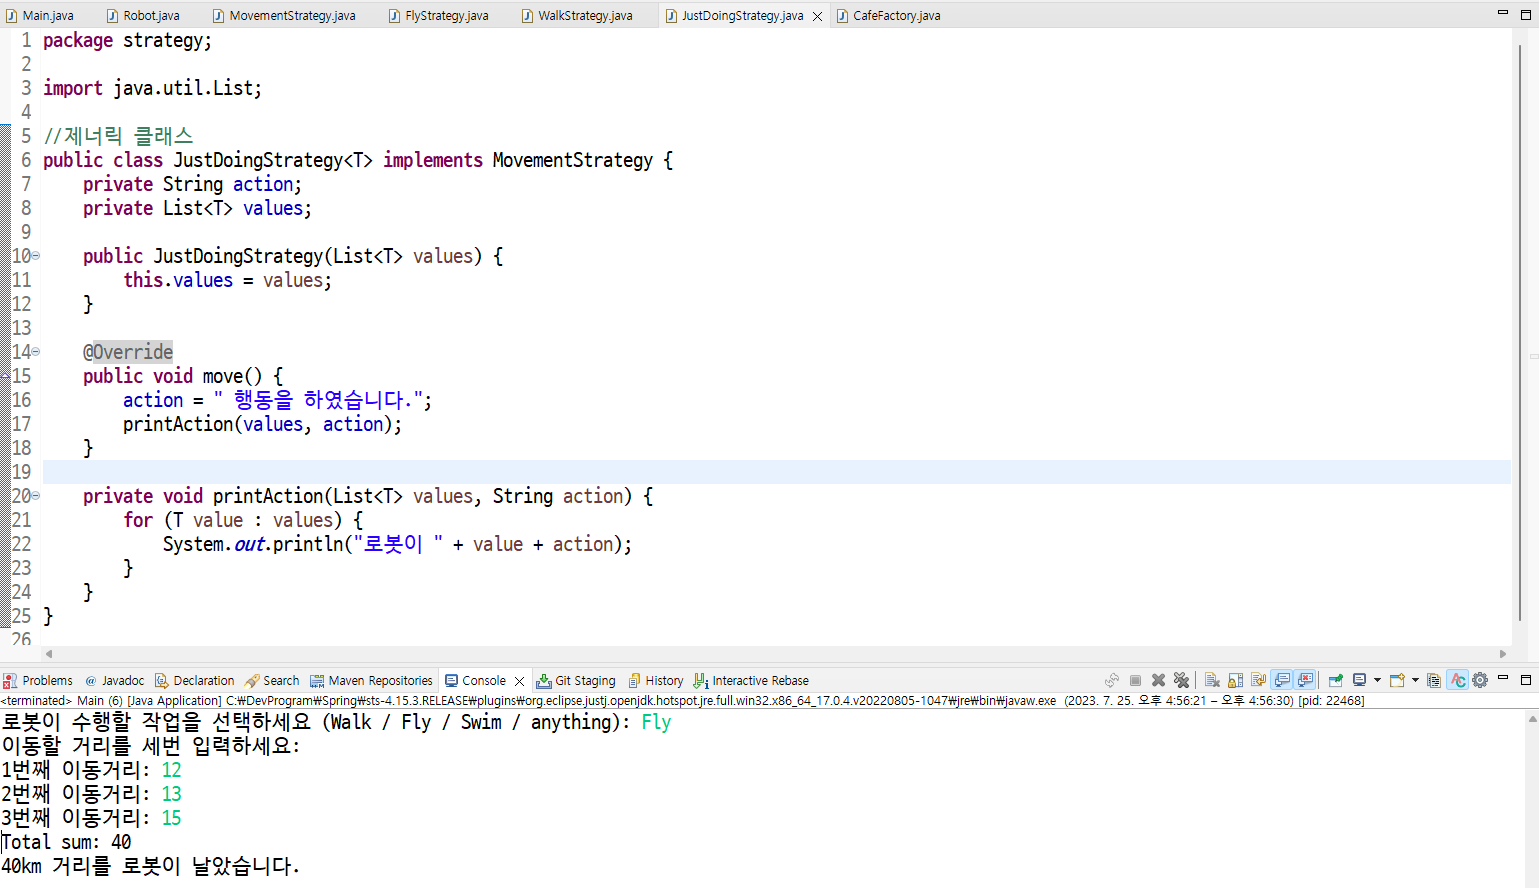 Main.java Robot.java MovementStrategy.java FlyStrategy.java WalkStrategy.java JustDoingStrategy.java CafeFactory.java
1 package strategy;
2
3 import java.util.List;
4
5 //제너릭 클래스
6 public class JustDoingStrategy<T> implements MovementStrategy {
7     private String action;
8     private List<T> values;
9
10     public JustDoingStrategy(List<T> values) {
11         this.values = values;
12     }
13
14     @Override
15     public void move() {
16         action = " 행동을 하였습니다.";
17         printAction(values, action);
18     }
19
20     private void printAction(List<T> values, String action) {
21         for (T value : values) {
22             System.out.println("로봇이 " + value + action);
23         }
24     }
25 }
26
Problems @ Javadoc Declaration Search Maven Repositories Console Git Staging History Interactive Rebase
<terminated> Main (6) [Java Application] C:₩DevProgram₩Spring₩sts-4.15.3.RELEASE₩plugins₩org.eclipse.justj.openjdk.hotspot.jre.full.win32.x86_64_17.0.4.v20220805-1047₩jre₩bin₩javaw.exe (2023. 7. 25. 오후 4:56:21 – 오후 4:56:30) [pid: 22468]
로봇이 수행할 작업을 선택하세요 (Walk / Fly / Swim / anything): Fly
이동할 거리를 세번 입력하세요:
1번째 이동거리: 12
2번째 이동거리: 13
3번째 이동거리: 15
Total sum: 40
40km 거리를 로봇이 날았습니다.